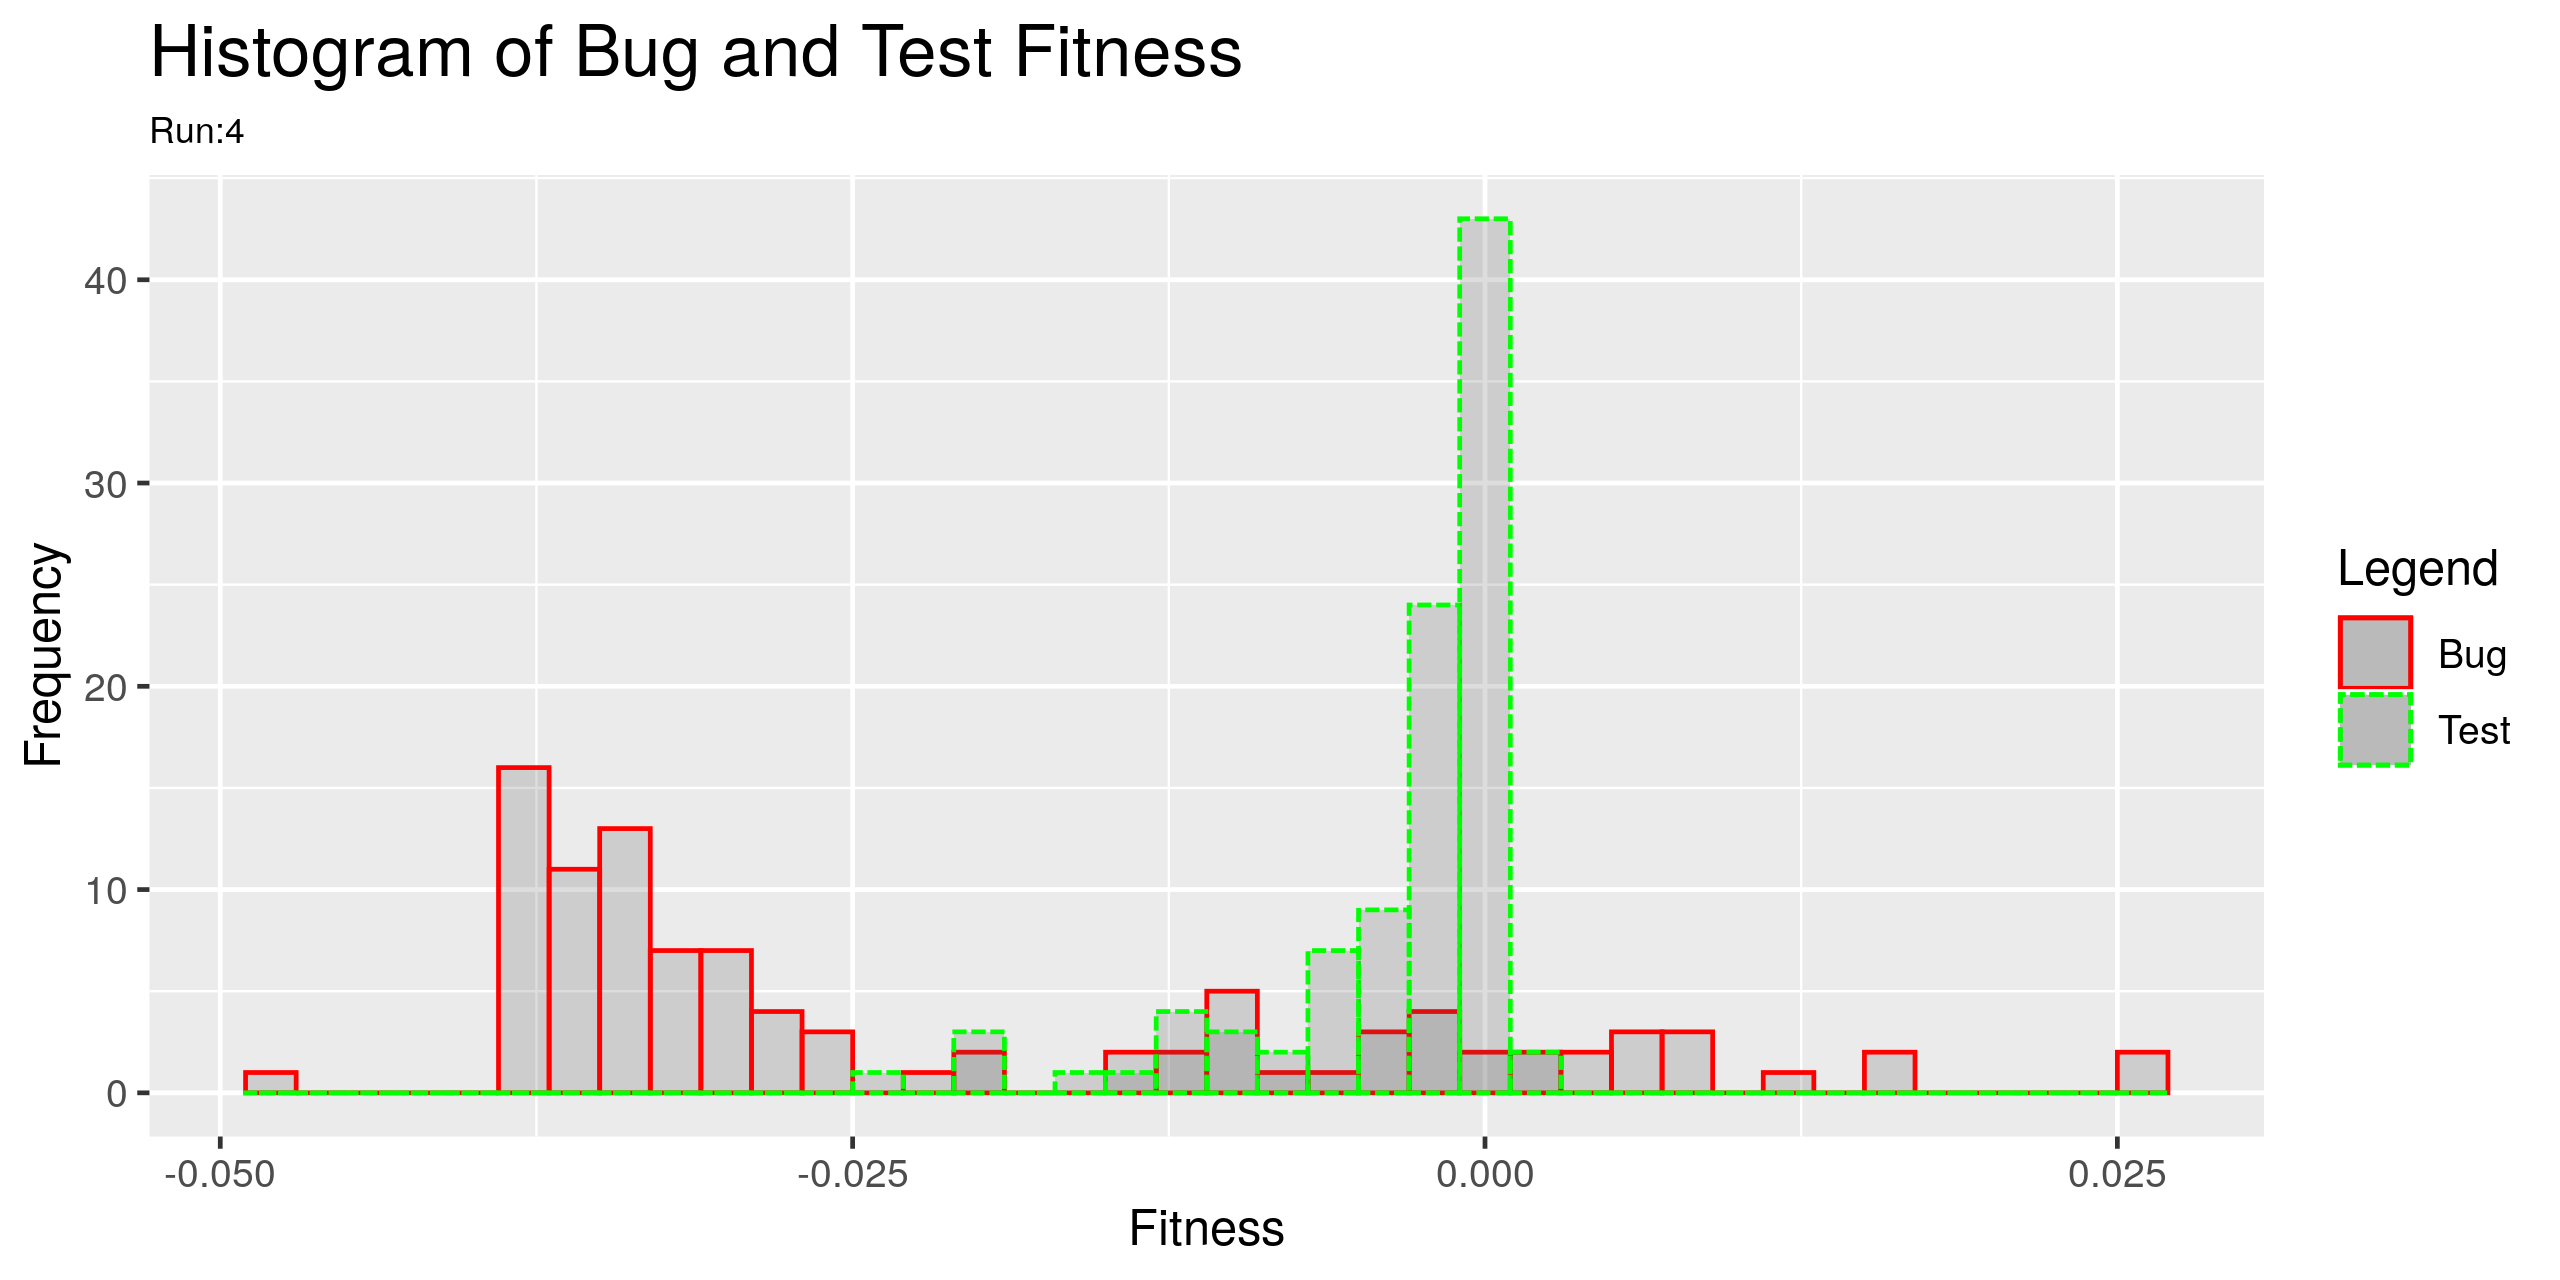 Histogram of Bug and Test Fitness
Run:4
Frequency
40
30
20
10
0
-0.050
-0.025
0.000
0.025
Fitness
Legend
Bug
Test